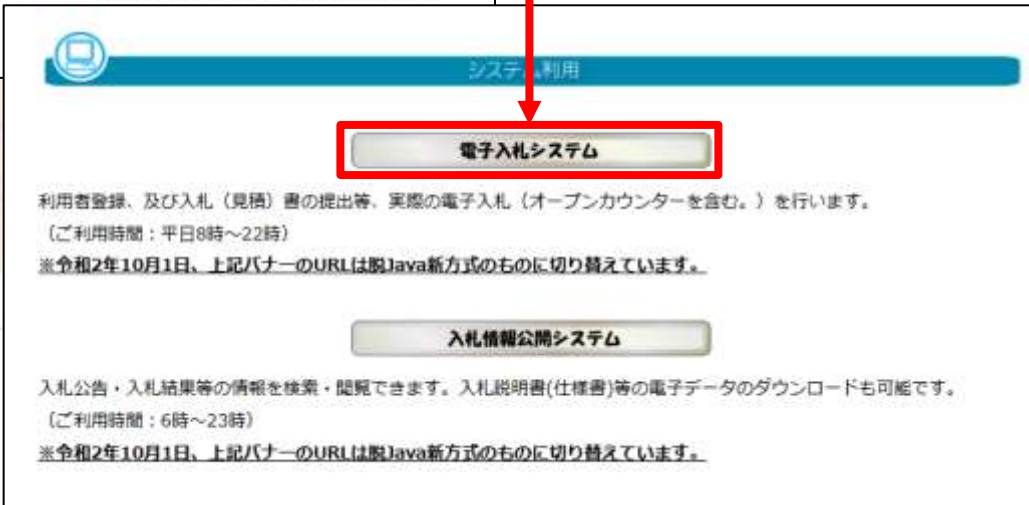 システム利用
電子入札システム
利用者登録、及び入札（見積）書の提出等、実際の電子入札（オープンカウンターを含む。）を行います。
（ご利用時間：平日8時～22時）
※令和2年10月1日、上記バナーのURLは脱Java新方式のものに切り替えています。
入札情報公開システム
入札公告・入札結果等の情報を検索・閲覧できます。入札説明書(仕様書)等の電子データのダウンロードも可能です。
（ご利用時間：6時～23時）
※令和2年10月1日、上記バナーのURLは脱Java新方式のものに切り替えています。